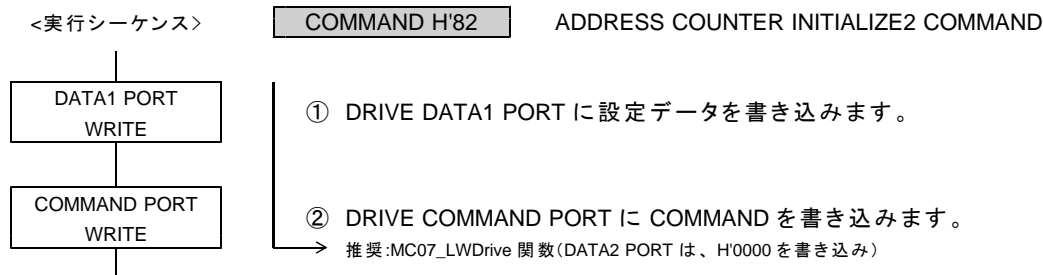 <実行シーケンス>
COMMAND H'82
ADDRESS COUNTER INITIALIZE2 COMMAND
DATA1 PORT
WRITE
① DRIVE DATA1 PORT に設定データを書き込みます。
COMMAND PORT
WRITE
② DRIVE COMMAND PORT に COMMAND を書き込みます。
推奨:MC07_LWDrive 関数(DATA2 PORT は、H'0000 を書き込み)